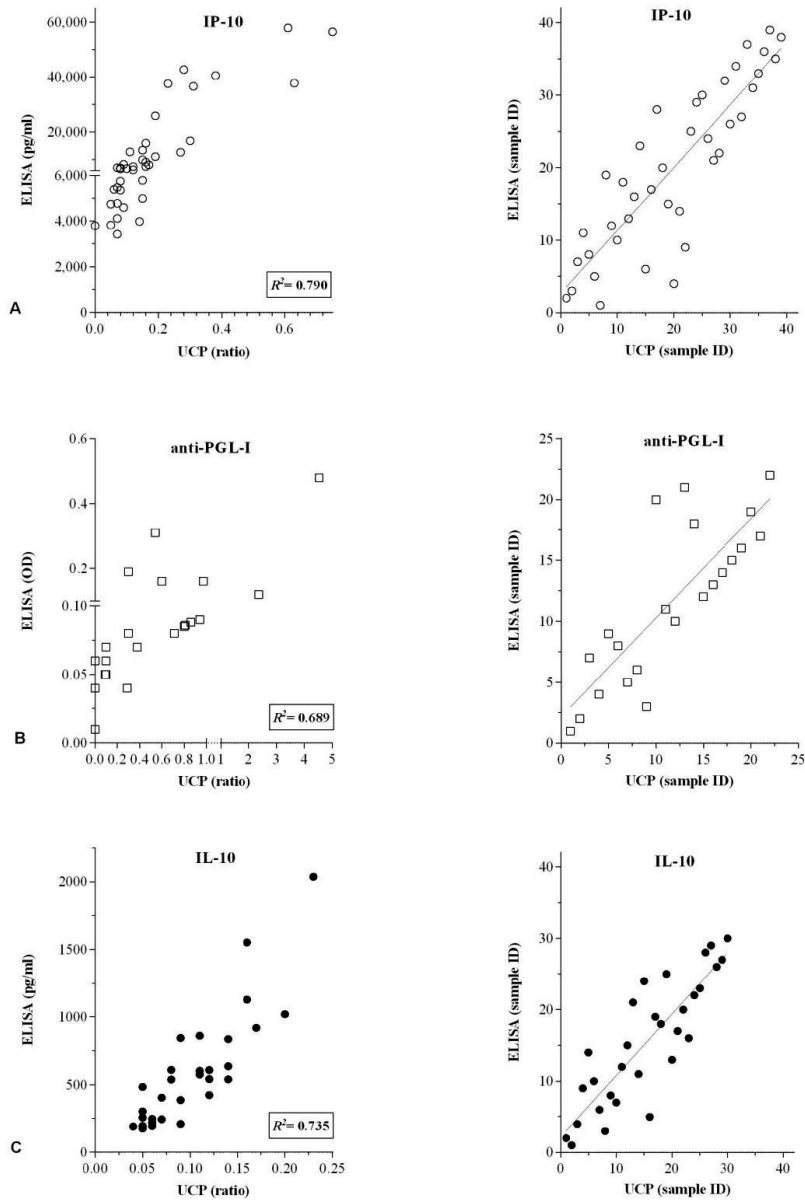 IP-10
60,000
40,000
20,000
6,000
4,000
2,000
0
0.0
0.2
0.4
0.6
ELISA (pg/ml)
UCP (ratio)
R²= 0.790
A
IP-10
40
30
20
10
0
0
10
20
30
40
ELISA (sample ID)
UCP (sample ID)
anti-PGL-I
0.6
0.4
0.2
0.10
0.05
0.00
0.0
0.2
0.4
0.6
0.8
1.0
1
2
3
4
5
ELISA (OD)
UCP (ratio)
R²= 0.689
B
anti-PGL-I
25
20
15
10
5
0
0
5
10
15
20
25
ELISA (sample ID)
UCP (sample ID)
IL-10
2000
1500
1000
500
0
0.00
0.05
0.10
0.15
0.20
0.25
ELISA (pg/ml)
UCP (ratio)
R²= 0.735
C
IL-10
40
30
20
10
0
0
10
20
30
40
ELISA (sample ID)
UCP (sample ID)